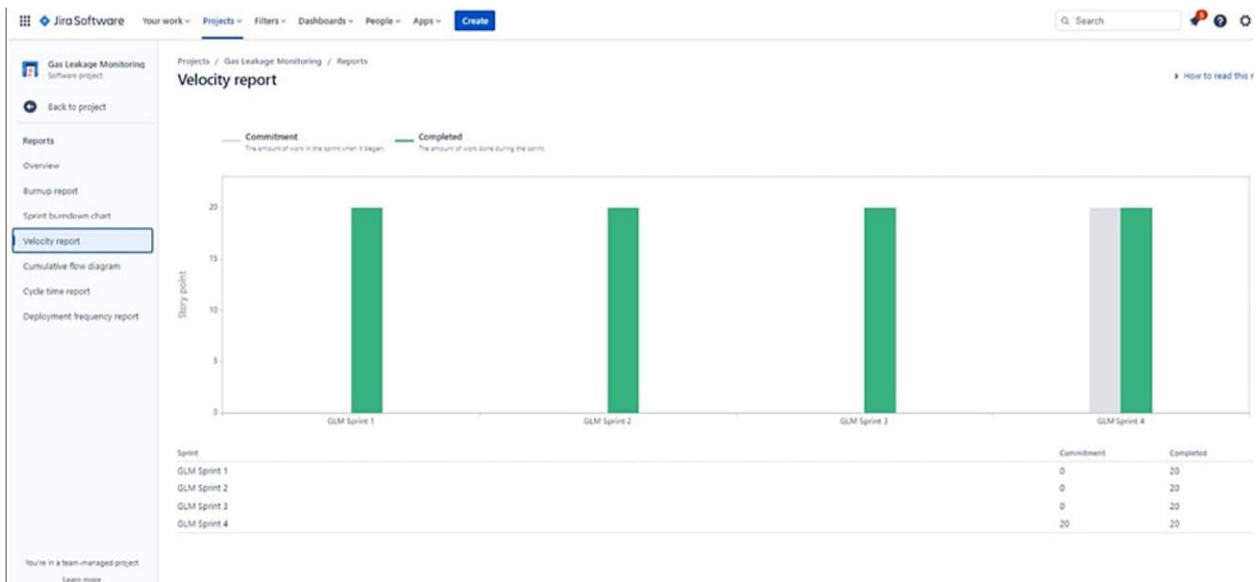 Jira Software Your work Projects Filters Dashboards People Apps Create Search 5
Gas Leakage Monitoring
Software project
Back to project
Reports
Overview
Burnup report
Sprint burndown chart
Velocity report
Cumulative flow diagram
Cycle time report
Deployment frequency report
You're in a team-managed project
Learn more
Projects / Gas Leakage Monitoring / Reports
Velocity report
How to read this
Commitment
The amount of work in the sprint when it began.
Completed
The amount of work done during the sprint.
Story point
20
15
10
5
0
GLM Sprint 1 GLM Sprint 2 GLM Sprint 3 GLM Sprint 4
Sprint Commitment Completed
GLM Sprint 1 0 20
GLM Sprint 2 0 20
GLM Sprint 3 0 20
GLM Sprint 4 20 20